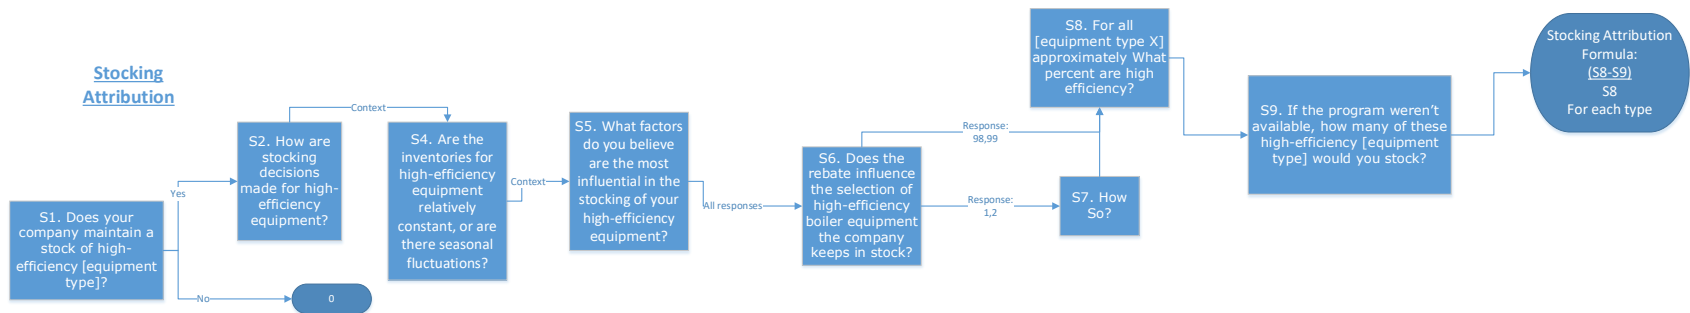 Stocking
Attribution
S1. Does your
company maintain a
stock of high-
efficiency [equipment
type]?
Yes
No
0
S2. How are
stocking
decisions
made for high-
efficiency
equipment?
Context
S4. Are the
inventories for
high-efficiency
equipment
relatively
constant, or are
there seasonal
fluctuations?
Context
S5. What factors
do you believe
are the most
influential in the
stocking of your
high-efficiency
equipment?
All responses
S6. Does the
rebate influence
the selection of
high-efficiency
boiler equipment
the company
keeps in stock?
Response:
98,99
Response:
1,2
S7. How
So?
S8. For all
[equipment type X]
approximately What
percent are high
efficiency?
S9. If the program weren't
available, how many of these
high-efficiency [equipment
type] would you stock?
Stocking Attribution
Formula:
(S8-S9)
S8
For each type